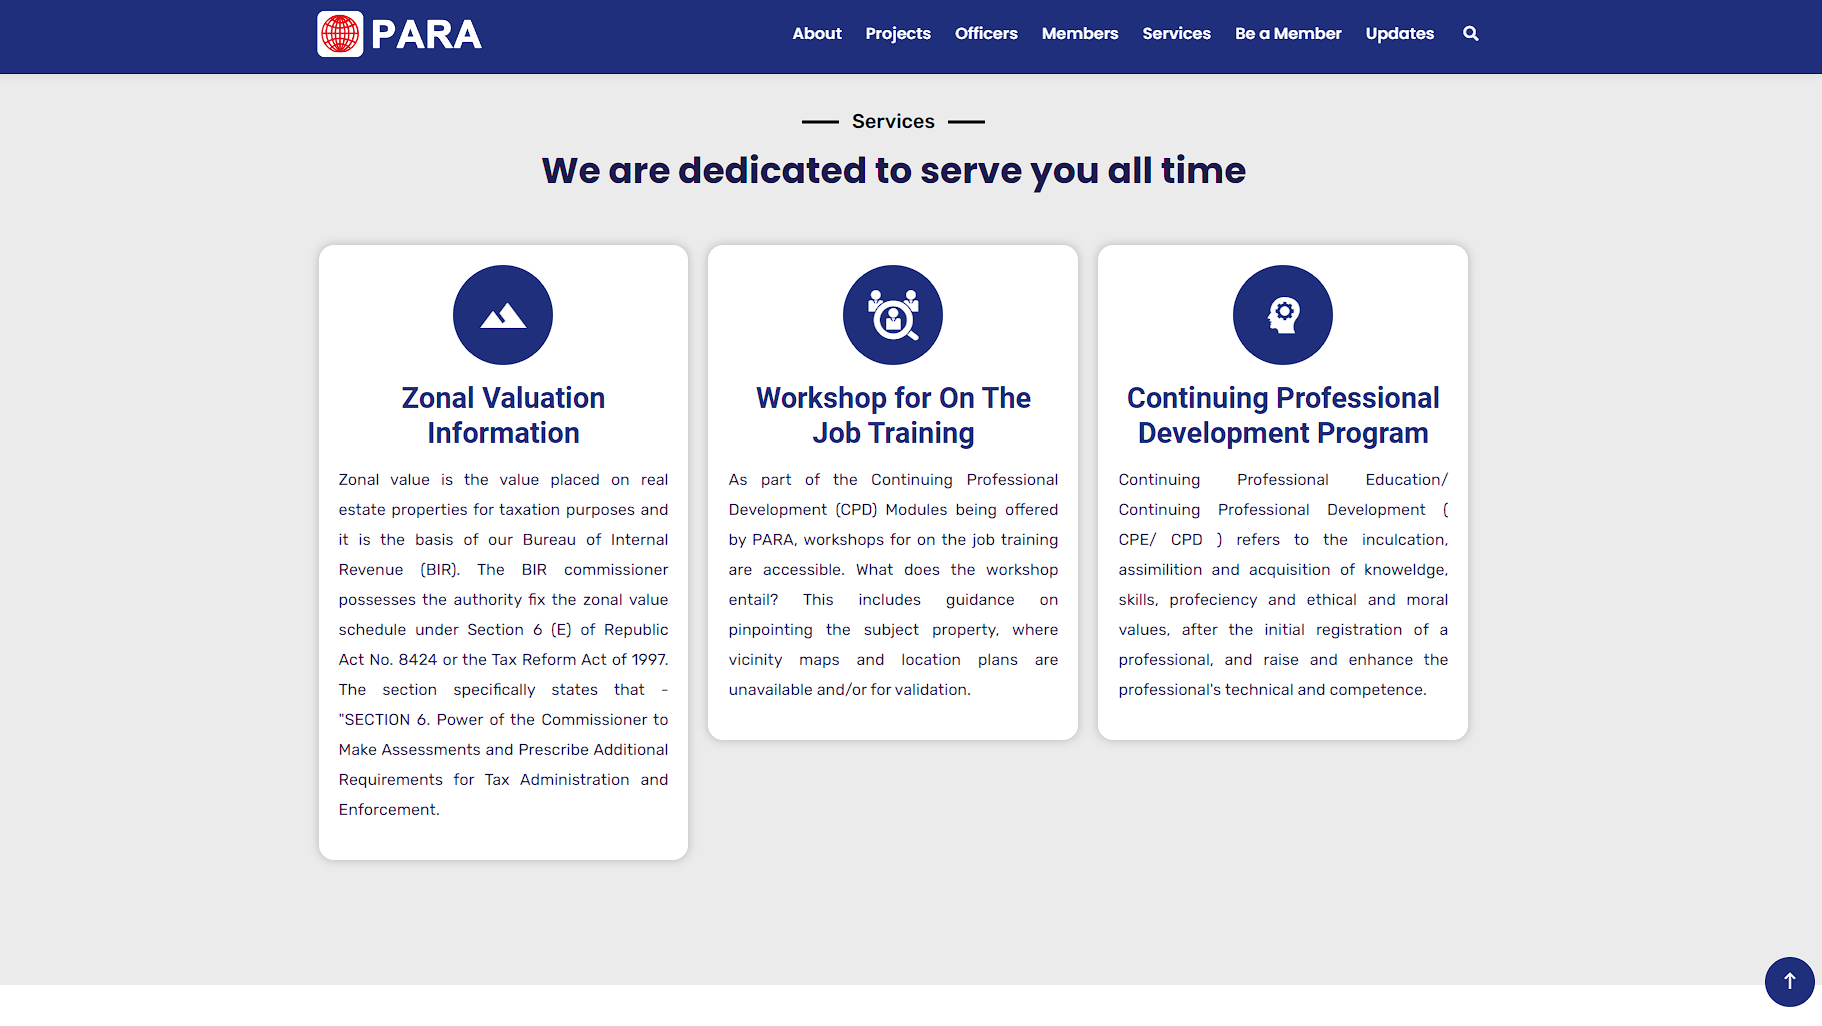 PARA
About Projects Officers Members Services Be a Member Updates
Services
We are dedicated to serve you all time
Zonal Valuation
Information
Zonal value is the value placed on real
estate properties for taxation purposes and
it is the basis of our Bureau of Internal
Revenue (BIR). The BIR commissioner
possesses the authority fix the zonal value
schedule under Section 6 (E) of Republic
Act No. 8424 or the Tax Reform Act of 1997.
The section specifically states that -
"SECTION 6. Power of the Commissioner to
Make Assessments and Prescribe Additional
Requirements for Tax Administration and
Enforcement.
Workshop for On The
Job Training
As part of the Continuing Professional
Development (CPD) Modules being offered
by PARA, workshops for on the job training
are accessible. What does the workshop
entail? This includes guidance on
pinpointing the subject property, where
vicinity maps and location plans are
unavailable and/or for validation.
Continuing Professional
Development Program
Continuing Professional Education/
Continuing Professional Development (
CPE/ CPD ) refers to the inculcation,
assimilition and acquisition of knoweldge,
skills, profeciency and ethical and moral
values, after the initial registration of a
professional, and raise and enhance the
professional's technical and competence.